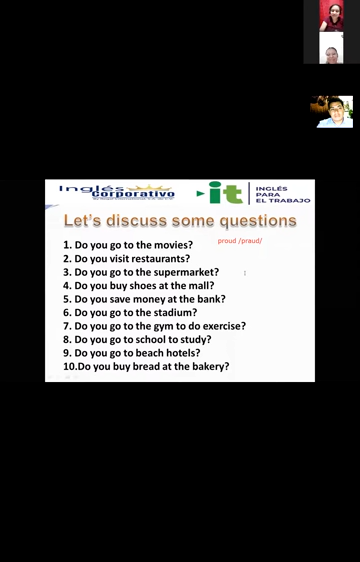 Inglés
Corporativo
it
INGLÉS
PARA
EL TRABAJO
Let's discuss some questions
proud /praud/
1. Do you go to the movies?
2. Do you visit restaurants?
3. Do you go to the supermarket?
4. Do you buy shoes at the mall?
5. Do you save money at the bank?
6. Do you go to the stadium?
7. Do you go to the gym to do exercise?
8. Do you go to school to study?
9. Do you go to beach hotels?
10.Do you buy bread at the bakery?